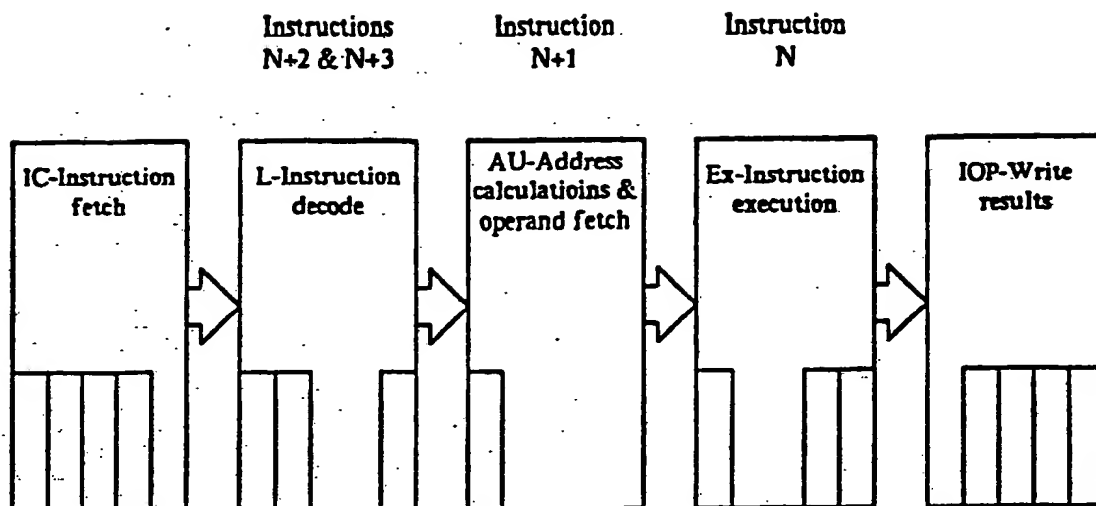 Instructions
N+2 & N+3
Instruction
N+1
Instruction
N
IC-Instruction
fetch
L-Instruction
decode
AU-Address
calculatioins &
operand fetch
Ex-Instruction
execution
IOP-Write
results